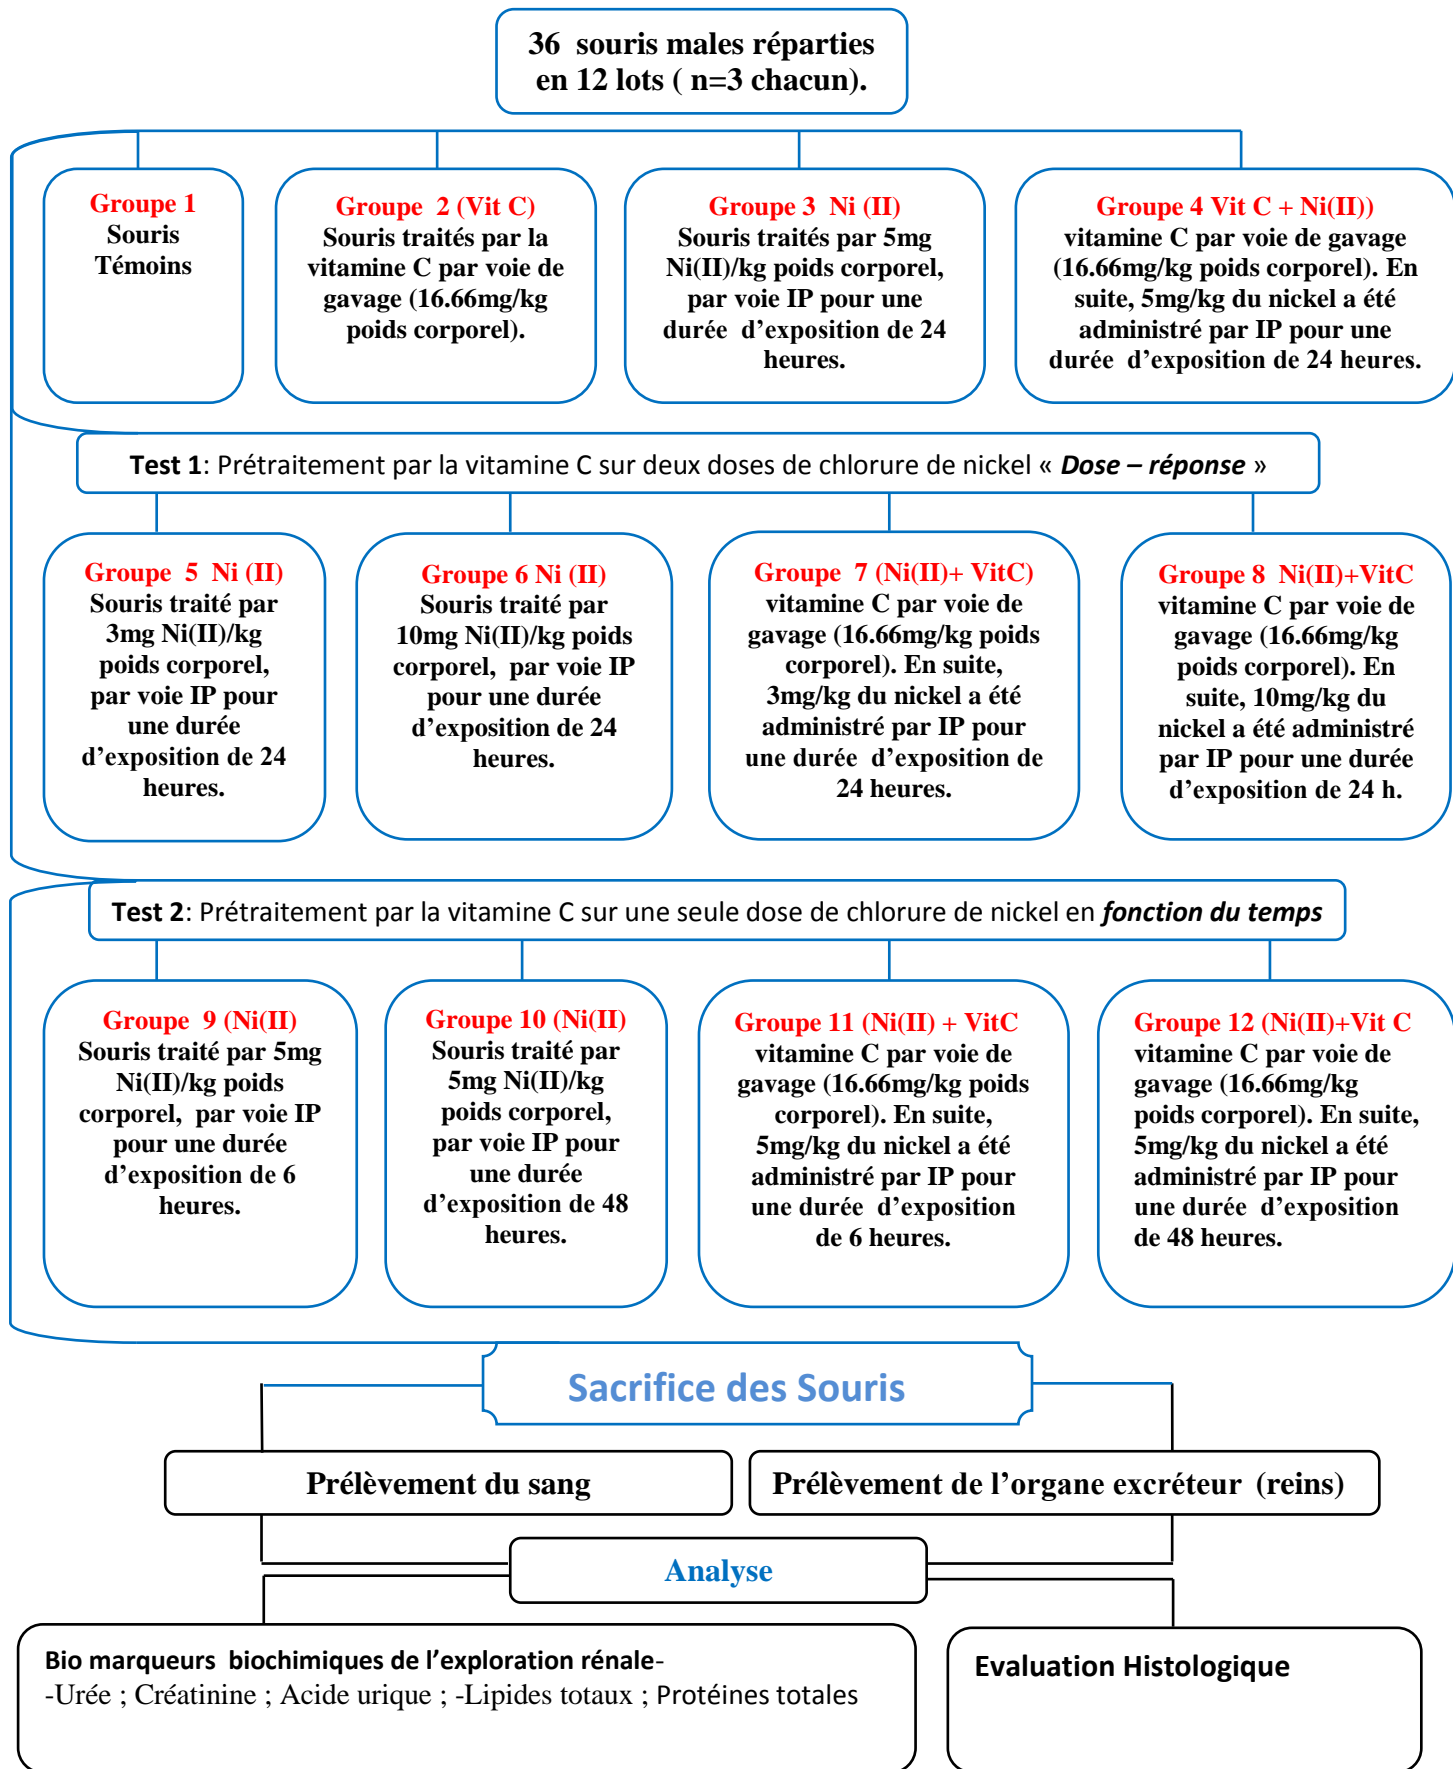 36 souris males réparties
en 12 lots ( n=3 chacun).
Groupe 1
Souris
Témoins
Groupe 2 (Vit C)
Souris traités par la
vitamine C par voie de
gavage (16.66mg/kg
poids corporel).
Groupe 3 Ni (II)
Souris traités par 5mg
Ni(II)/kg poids corporel,
par voie IP pour une
durée d’exposition de 24
heures.
Groupe 4 Vit C + Ni(II))
vitamine C par voie de gavage
(16.66mg/kg poids corporel). En
suite, 5mg/kg du nickel a été
administré par IP pour une
durée d’exposition de 24 heures.
Test 1: Prétraitement par la vitamine C sur deux doses de chlorure de nickel « Dose – réponse »
Groupe 5 Ni (II)
Souris traité par
3mg Ni(II)/kg
poids corporel,
par voie IP pour
une durée
d’exposition de 24
heures.
Groupe 6 Ni (II)
Souris traité par
10mg Ni(II)/kg poids
corporel, par voie IP
pour une durée
d’exposition de 24
heures.
Groupe 7 (Ni(II)+ VitC)
vitamine C par voie de
gavage (16.66mg/kg poids
corporel). En suite,
3mg/kg du nickel a été
administré par IP pour
une durée d’exposition de
24 heures.
Groupe 8 Ni(II)+VitC
vitamine C par voie de
gavage (16.66mg/kg
poids corporel). En
suite, 10mg/kg du
nickel a été administré
par IP pour une durée
d’exposition de 24 h.
Test 2: Prétraitement par la vitamine C sur une seule dose de chlorure de nickel en fonction du temps
Groupe 9 (Ni(II)
Souris traité par 5mg
Ni(II)/kg poids
corporel, par voie IP
pour une durée
d’exposition de 6
heures.
Groupe 10 (Ni(II)
Souris traité par
5mg Ni(II)/kg
poids corporel,
par voie IP pour
une durée
d’exposition de 48
heures.
Groupe 11 (Ni(II) + VitC
vitamine C par voie de
gavage (16.66mg/kg poids
corporel). En suite,
5mg/kg du nickel a été
administré par IP pour
une durée d’exposition
de 6 heures.
Groupe 12 (Ni(II)+Vit C
vitamine C par voie de
gavage (16.66mg/kg
poids corporel). En suite,
5mg/kg du nickel a été
administré par IP pour
une durée d’exposition
de 48 heures.
Sacrifice des Souris
Prélèvement du sang
Prélèvement de l’organe excréteur (reins)
Analyse
Bio marqueurs biochimiques de l’exploration rénale-
-Urée ; Créatinine ; Acide urique ; -Lipides totaux ; Protéines totales
Evaluation Histologique